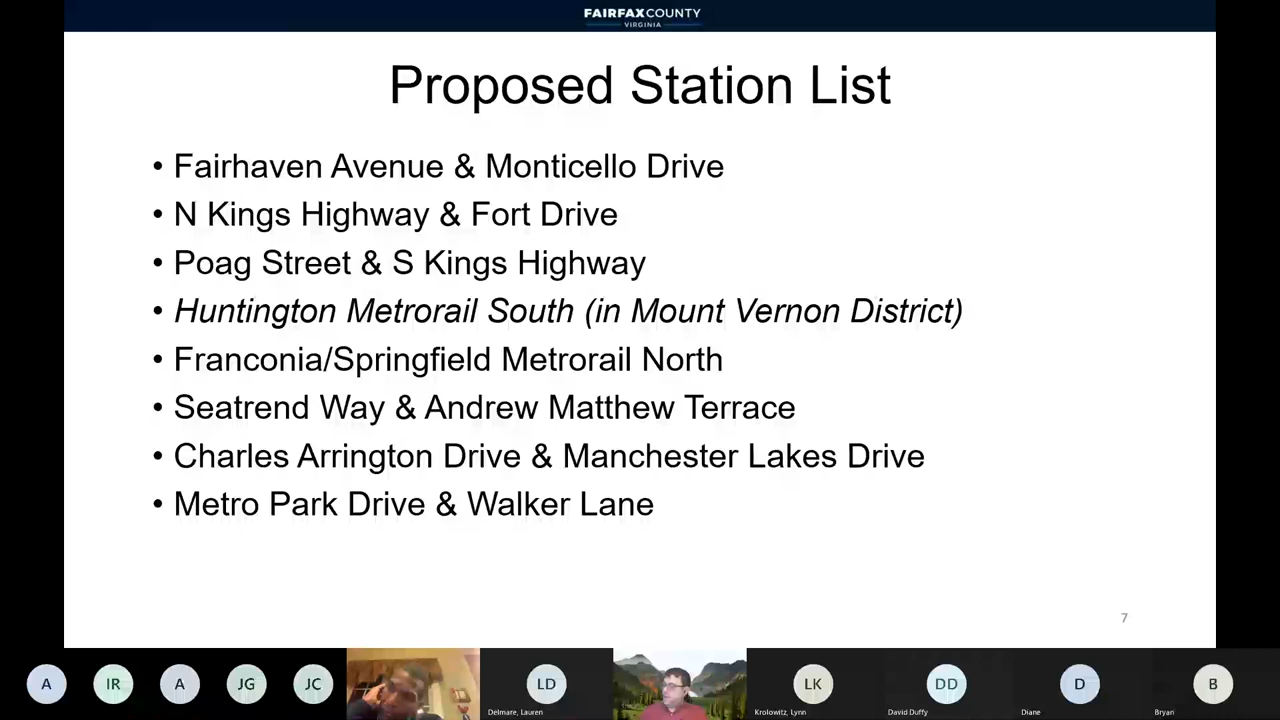 FAIRFAX COUNTY
VIRGINIA
Proposed Station List
• Fairhaven Avenue & Monticello Drive
• N Kings Highway & Fort Drive
• Poag Street & S Kings Highway
• Huntington Metrorail South (in Mount Vernon District)
• Franconia/Springfield Metrorail North
• Seatrend Way & Andrew Matthew Terrace
• Charles Arrington Drive & Manchester Lakes Drive
• Metro Park Drive & Walker Lane
7
A IR A JG JC LD LK DD D B
Delmare, Lauren Krolowitz, Lynn David Duffy Diane Bryan